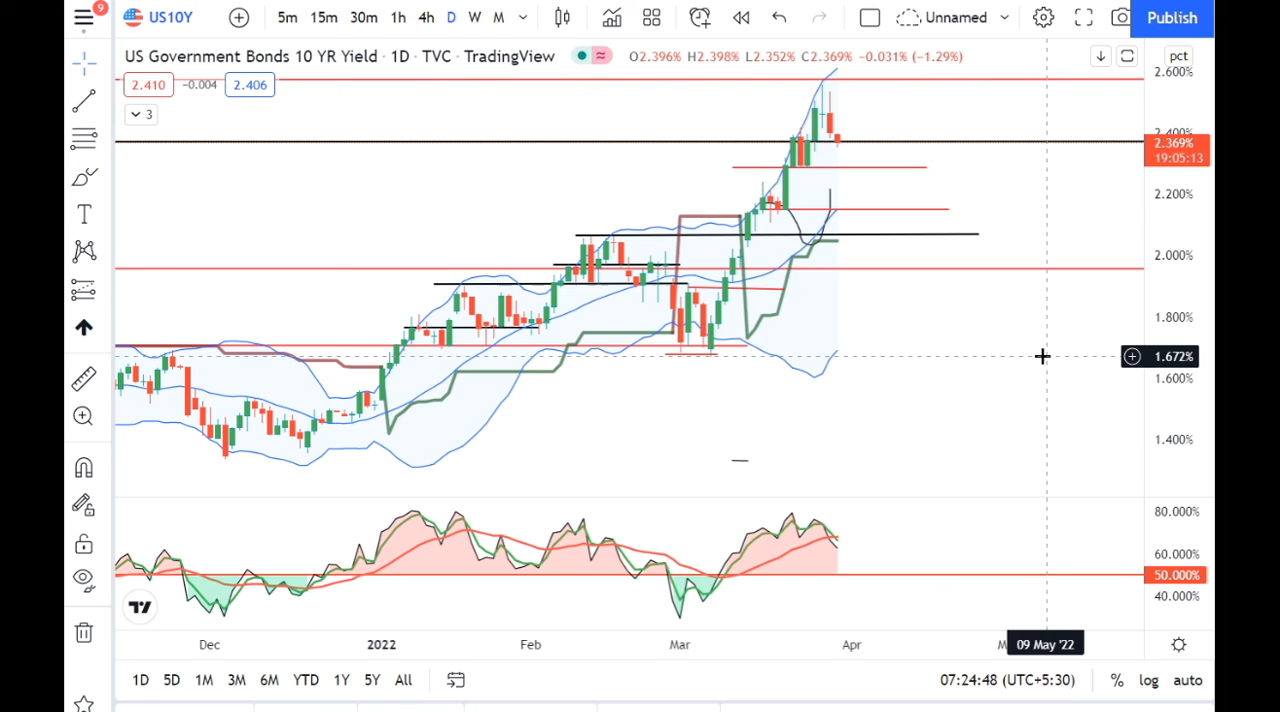 9
US10Y
5m 15m 30m 1h 4h D W M
Unnamed
Publish
US Government Bonds 10 YR Yield · 1D · TVC · TradingView
O2.396% H2.398% L2.352% C2.369% −0.031% (−1.29%)
pct
2.410 −0.004 2.406
3
2.600%
2.400%
2.369%
19:05:13
2.200%
2.000%
1.800%
1.672%
1.600%
1.400%
80.000%
60.000%
50.000%
40.000%
Dec 2022 Feb Mar Apr 09 May '22
1D 5D 1M 3M 6M YTD 1Y 5Y All
07:24:48 (UTC+5:30) % log auto